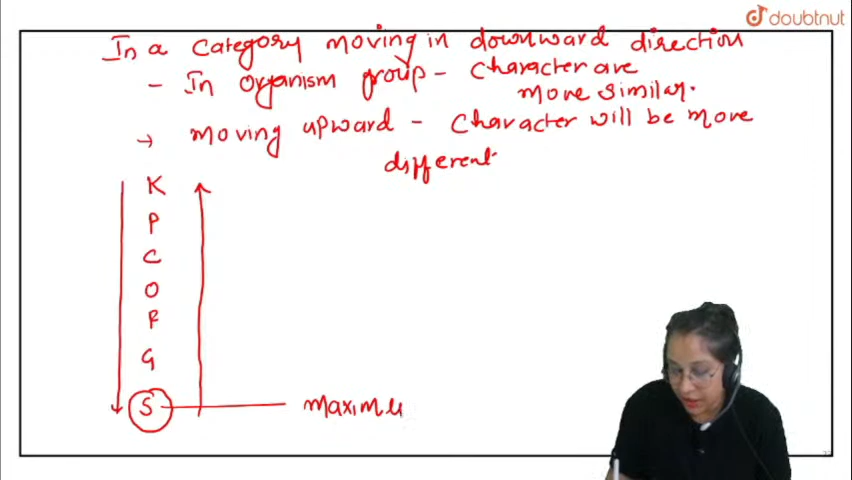 doubtnut
In a category moving in downward direction
- In organism group - character are
more similar.
→ moving upward - character will be more
different
K
P
C
O
F
G
S
maximu